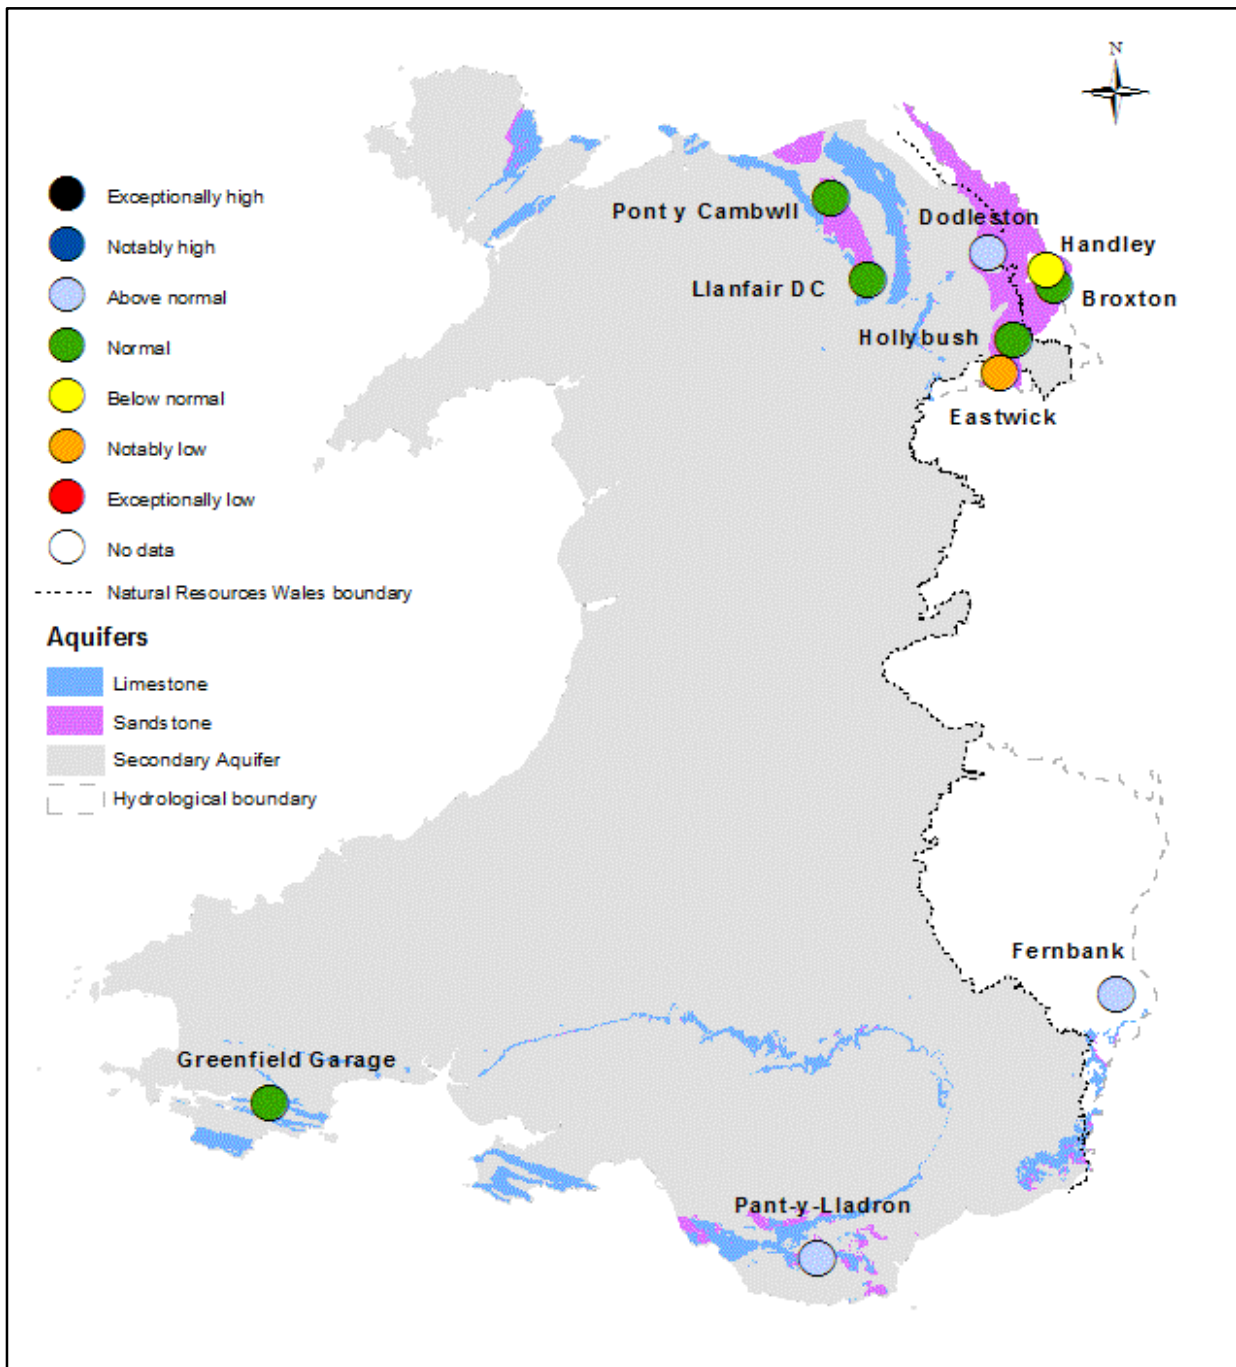 N
Exceptionally high
Notably high
Above normal
Normal
Below normal
Notably low
Exceptionally low
No data
Natural Resources Wales boundary
Aquifers
Limestone
Sandstone
Secondary Aquifer
Hydrological boundary
Pont y Cambwll
Dodleston
Handley
Llanfair DC
Broxton
Hollybush
Eastwick
Fernbank
Greenfield Garage
Pant-y-Lladron